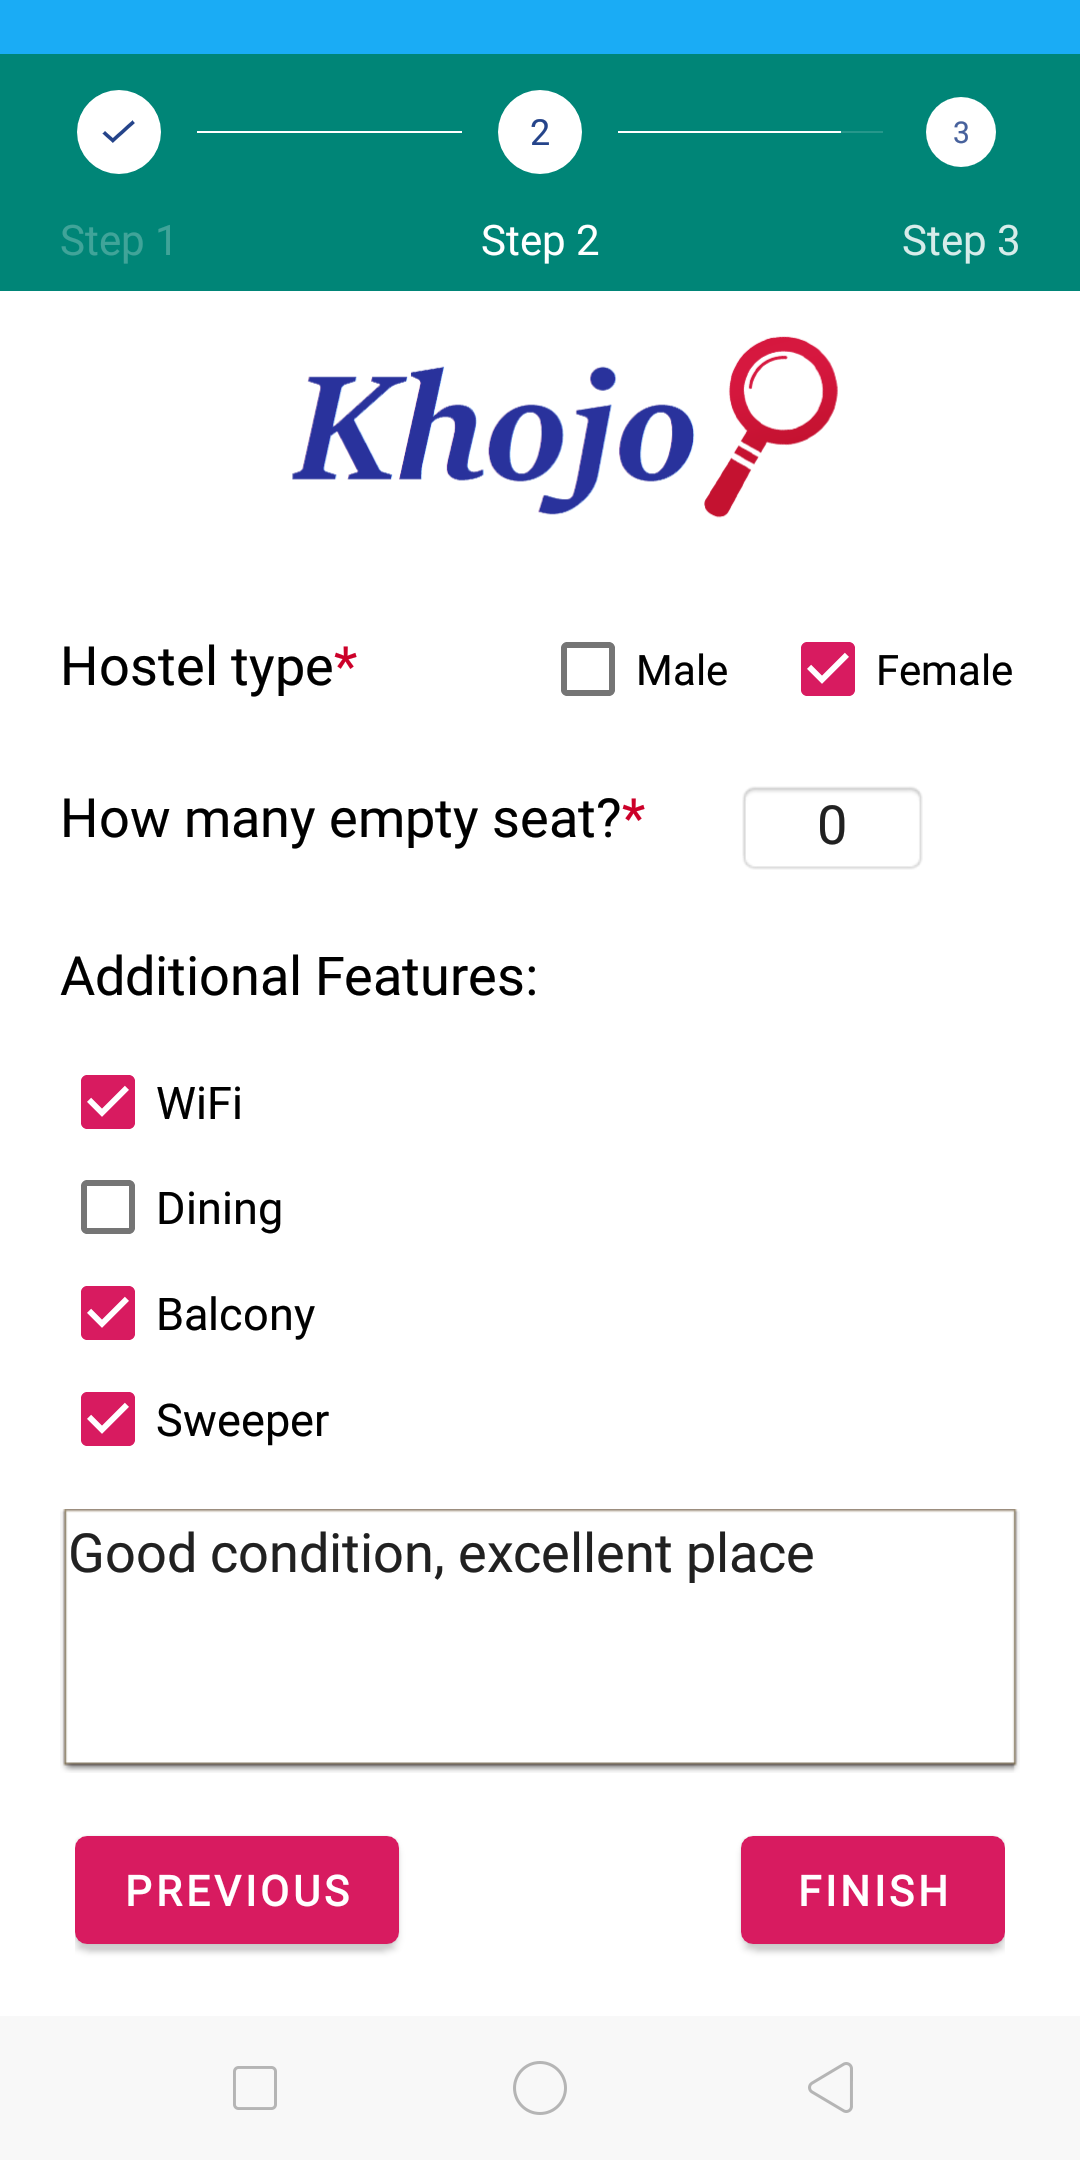 2
3
Step 1
Step 2
Step 3
Khojo
Hostel type*
Male
Female
How many empty seat?*
0
Additional Features:
WiFi
Dining
Balcony
Sweeper
Good condition, excellent place
PREVIOUS
FINISH